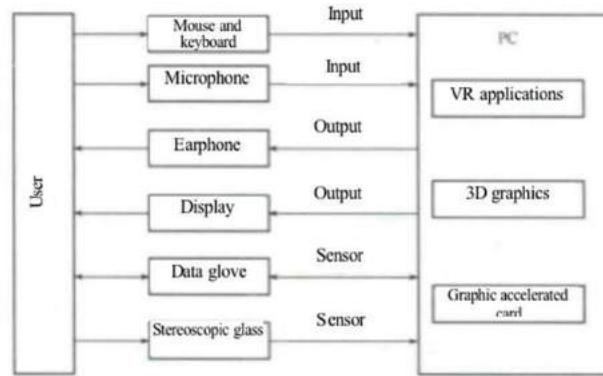 Mouse and
keyboard
Input
PC
Microphone
Input
VR applications
Earphone
Output
User
Display
Output
3D graphics
Data glove
Sensor
Graphic accelerated
card
Stereoscopic glass
Sensor